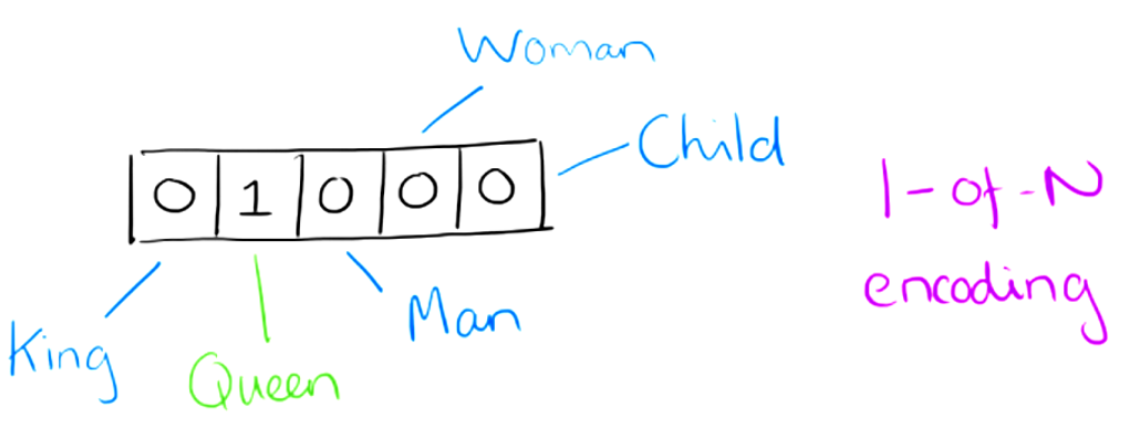 Woman
Child
0 1 0 0 0
1-of-N
encoding
King
Queen
Man